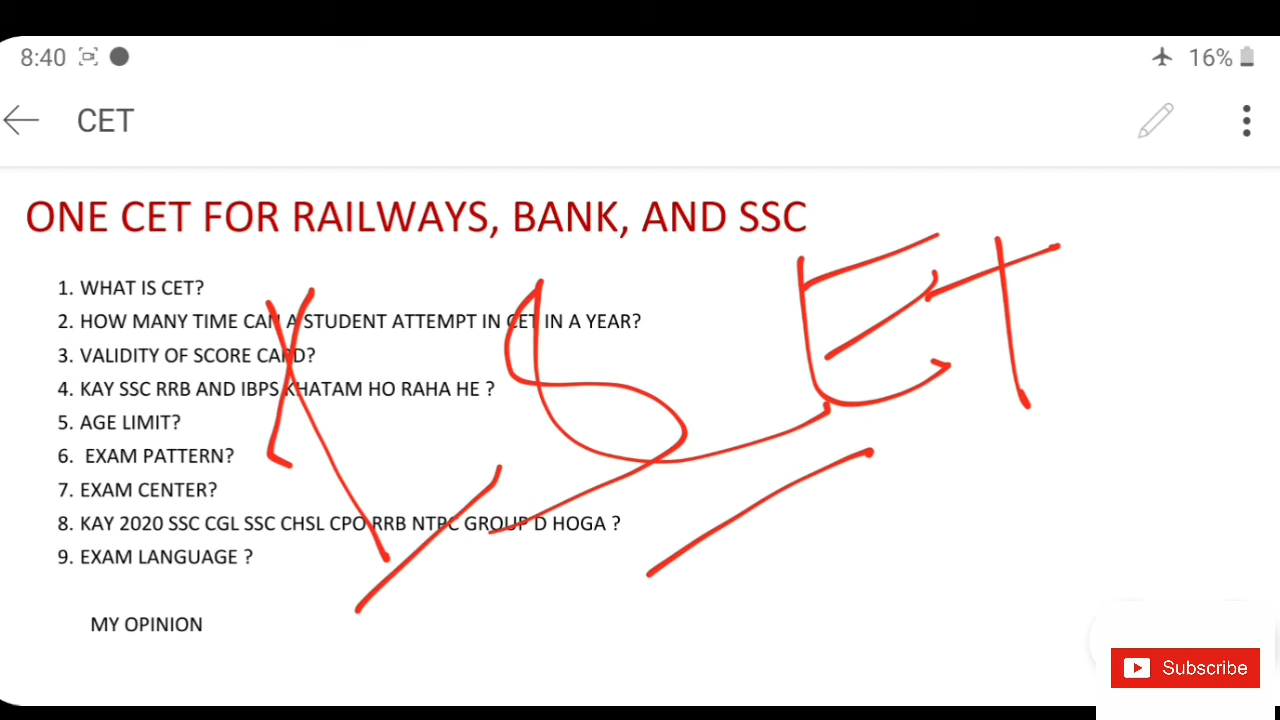 8:40 16%
CET
ONE CET FOR RAILWAYS, BANK, AND SSC
1. WHAT IS CET?
2. HOW MANY TIME CAN A STUDENT ATTEMPT IN CET IN A YEAR?
3. VALIDITY OF SCORE CARD?
4. KAY SSC RRB AND IBPS KHATAM HO RAHA HE ?
5. AGE LIMIT?
6. EXAM PATTERN?
7. EXAM CENTER?
8. KAY 2020 SSC CGL SSC CHSL CPO RRB NTPC GROUP D HOGA ?
9. EXAM LANGUAGE ?
MY OPINION
Subscribe